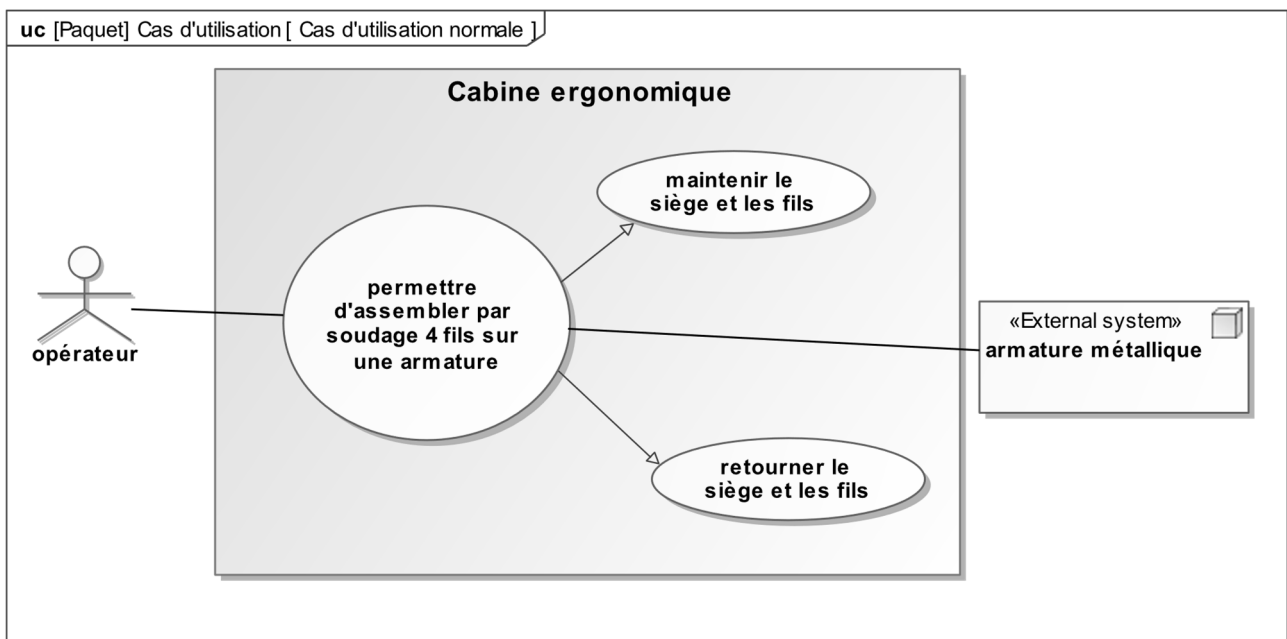 uc [Paquet] Cas d'utilisation [ Cas d'utilisation normale ]
Cabine ergonomique
maintenir le
siège et les fils
permettre
d'assembler par
soudage 4 fils sur
une armature
opérateur
«External system»
armature métallique
retourner le
siège et les fils